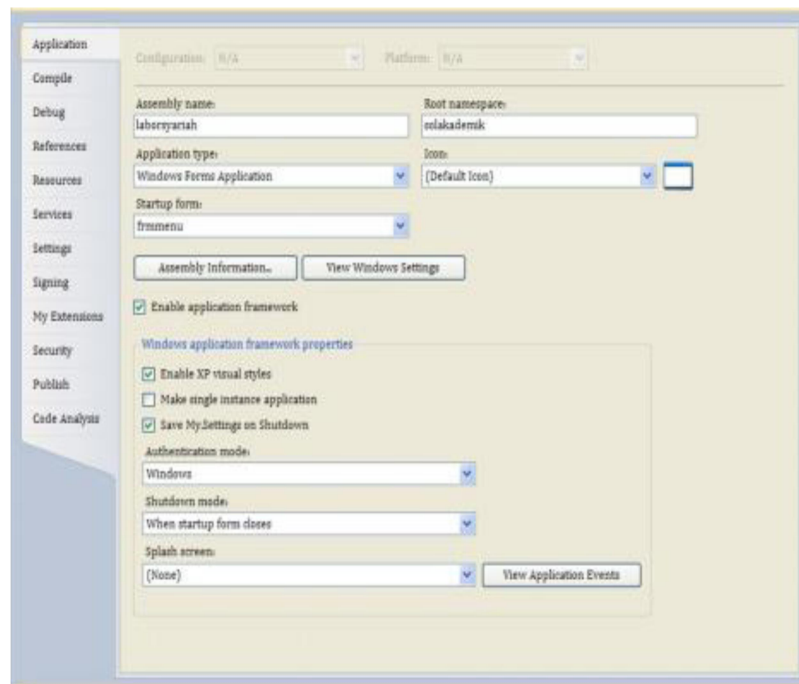 Application
Compile
Debug
References
Resources
Services
Settings
Signing
My Extensions
Security
Publish
Code Analysis
Configuration: N/A Platform: N/A
Assembly name: Root namespace:
laborsyariah solakademik
Application type: Icon:
Windows Forms Application (Default Icon)
Startup form:
frmmenu
Assembly Information... View Windows Settings
Enable application framework
Windows application framework properties
Enable XP visual styles
Make single instance application
Save My.Settings on Shutdown
Authentication mode:
Windows
Shutdown mode:
When startup form closes
Splash screen:
(None) View Application Events